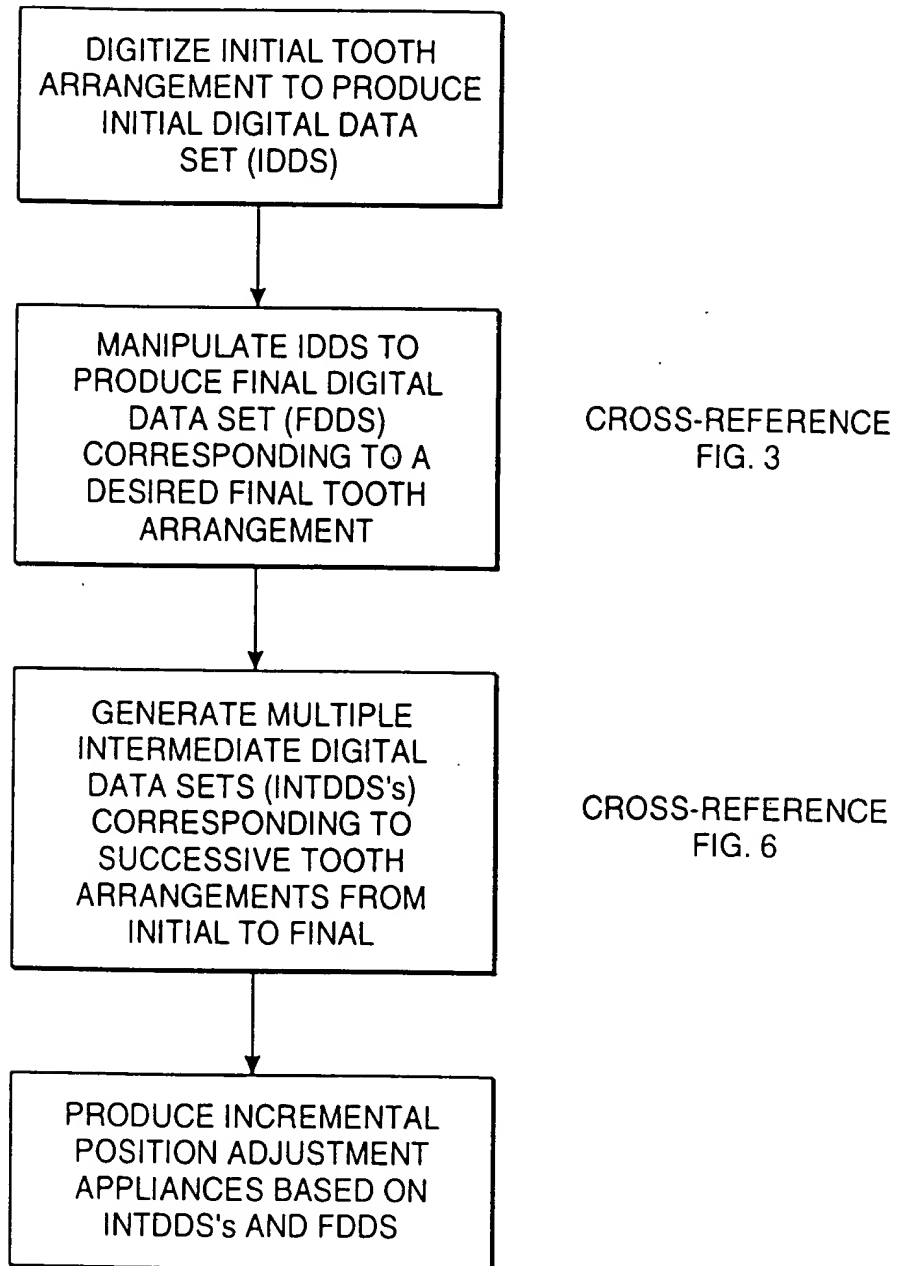 DIGITIZE INITIAL TOOTH
ARRANGEMENT TO PRODUCE
INITIAL DIGITAL DATA
SET (IDDS)
MANIPULATE IDDS TO
PRODUCE FINAL DIGITAL
DATA SET (FDDS)
CORRESPONDING TO A
DESIRED FINAL TOOTH
ARRANGEMENT
CROSS-REFERENCE
FIG. 3
GENERATE MULTIPLE
INTERMEDIATE DIGITAL
DATA SETS (INTDDS's)
CORRESPONDING TO
SUCCESSIVE TOOTH
ARRANGEMENTS FROM
INITIAL TO FINAL
CROSS-REFERENCE
FIG. 6
PRODUCE INCREMENTAL
POSITION ADJUSTMENT
APPLIANCES BASED ON
INTDDS's AND FDDS